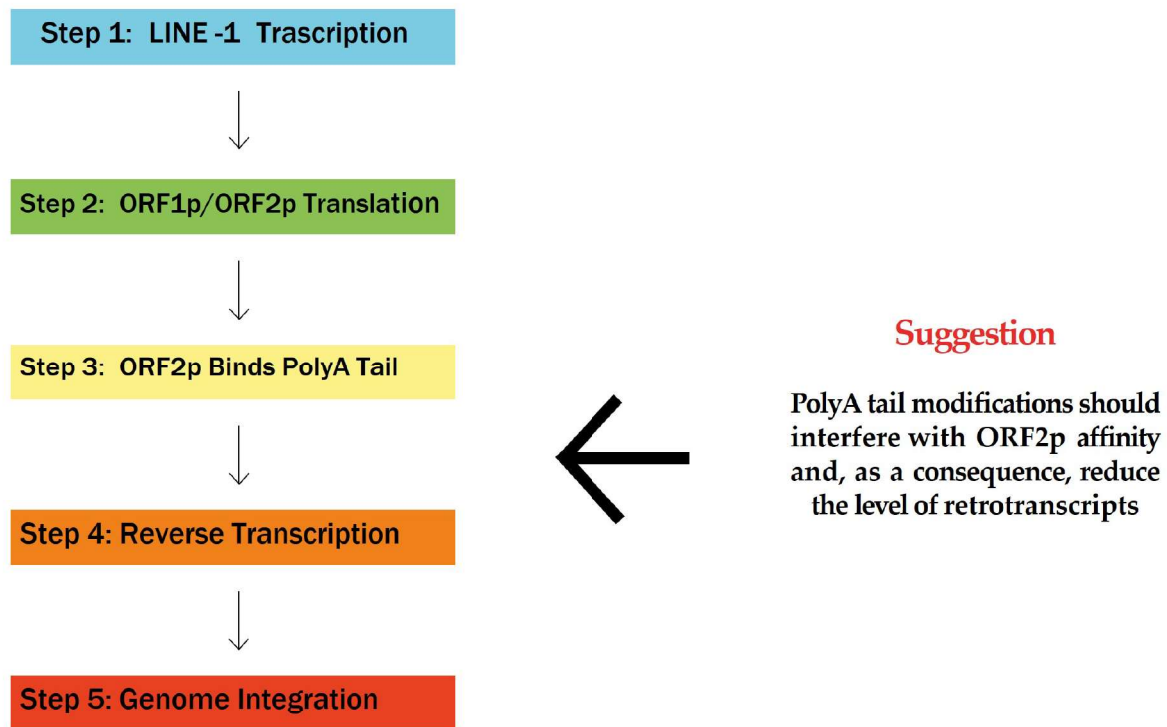 Step 1: LINE -1 Trascription
Step 2: ORF1p/ORF2p Translation
Step 3: ORF2p Binds PolyA Tail
Step 4: Reverse Transcription
Step 5: Genome Integration
Suggestion
PolyA tail modifications should
interfere with ORF2p affinity
and, as a consequence, reduce
the level of retrotranscripts